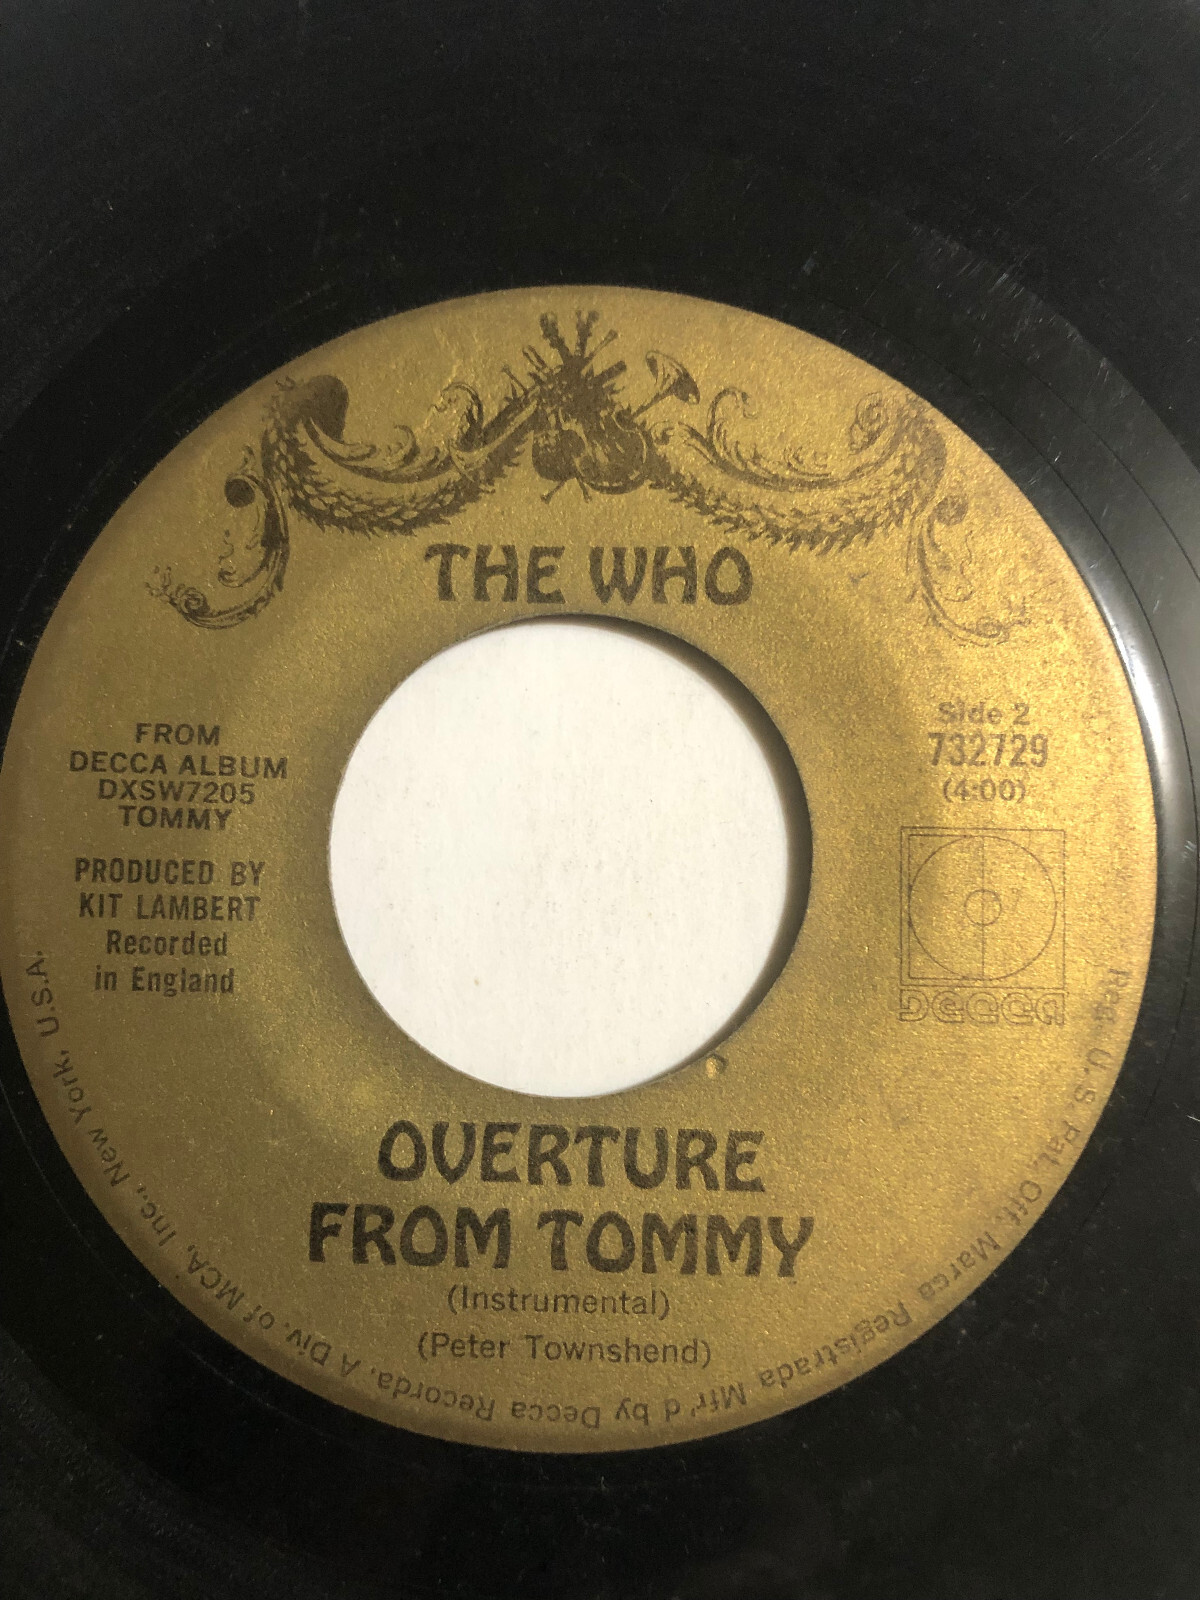 THE WHO
FROM
DECCA ALBUM
DXSW7205
TOMMY
PRODUCED BY
KIT LAMBERT
Recorded
in England
Side 2
732729
(4:00)
DECCA
OVERTURE
FROM TOMMY
(Instrumental)
(Peter Townshend)
Reg. U. S. Pat. Off. Marca Registrada Mfr'd by Decca Records, A Div. of MCA, Inc., New York, U.S.A.